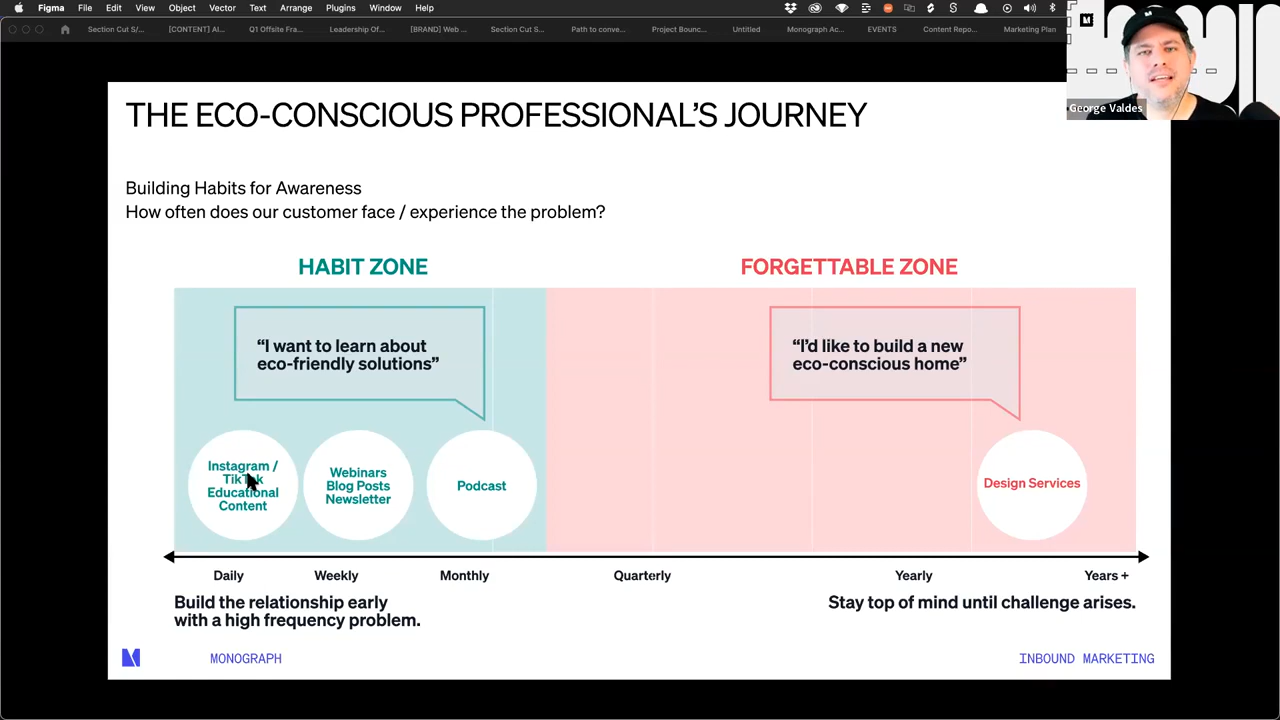 Figma File Edit View Object Vector Text Arrange Plugins Window Help
Section Cut S/... [CONTENT] AI... Q1 Offsite Fra... Leadership Of... [BRAND] Web ... Section Cut S... Path to conve... Project Bounc... Untitled Monograph Ac... EVENTS Content Repo... Marketing Plan
George Valdes
THE ECO-CONSCIOUS PROFESSIONAL’S JOURNEY
Building Habits for Awareness
How often does our customer face / experience the problem?
HABIT ZONE
FORGETTABLE ZONE
“I want to learn about
eco-friendly solutions”
“I’d like to build a new
eco-conscious home”
Instagram /
TikTok
Educational
Content
Webinars
Blog Posts
Newsletter
Podcast
Design Services
Daily
Weekly
Monthly
Quarterly
Yearly
Years +
Build the relationship early
with a high frequency problem.
Stay top of mind until challenge arises.
MONOGRAPH
INBOUND MARKETING